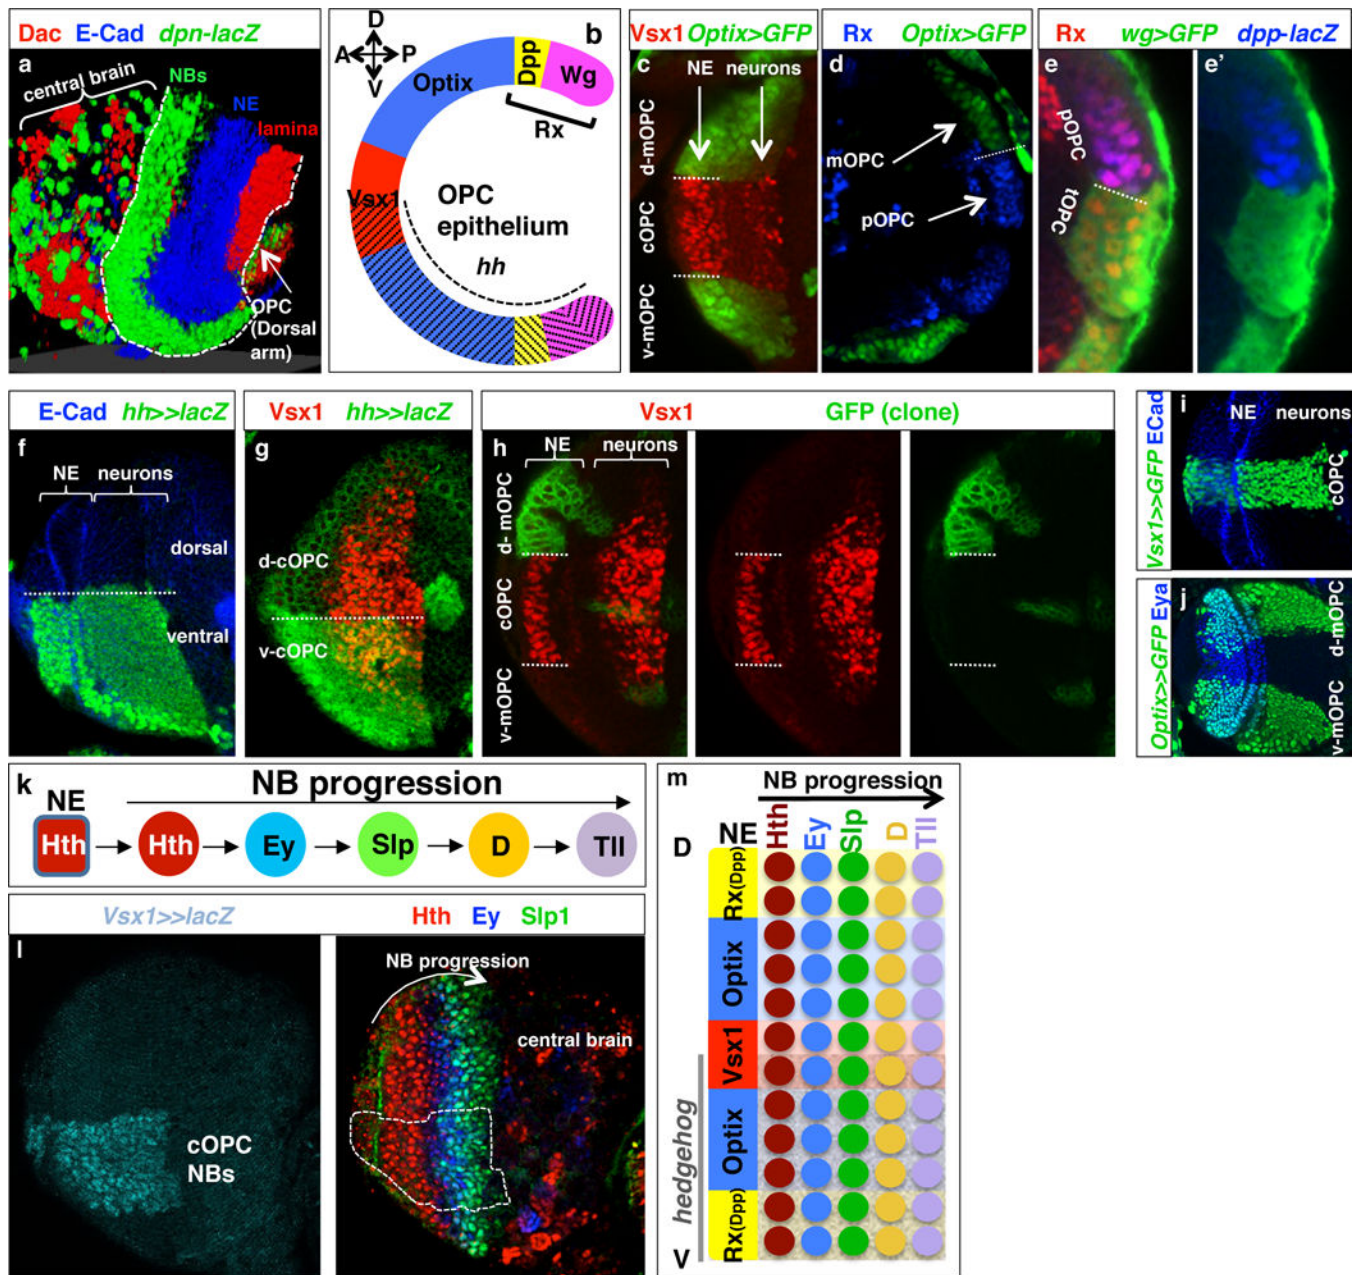 Dac E-Cad dpn-lacZ
a
central brain
NBs
NE
lamina
OPC
(Dorsal
arm)
b
D
A P
V
Optix
Dpp
Wg
Rx
Vsx1
OPC
epithelium
hh
Vsx1 Optix>GFP
c
NE neurons
d-mOPC
cOPC
v-mOPC
Rx Optix>GFP
d
mOPC
pOPC
Rx wg>GFP dpp-lacZ
e
pOPC
tOPC
e'
E-Cad hh>>lacZ
f
NE neurons
dorsal
ventral
Vsx1 hh>>lacZ
g
d-cOPC
v-cOPC
Vsx1 GFP (clone)
h
NE
neurons
d- mOPC
cOPC
v-mOPC
Vsx1>>GFP ECad
i
NE neurons
cOPC
Optix>>GFP Eya
j
d-mOPC
v-mOPC
k
NB progression
NE
Hth Hth Ey Slp D Tll
Vsx1>>lacZ
l
cOPC
NBs
Hth Ey Slp1
NB progression
central brain
m
NB progression
NE Hth Ey Slp D Tll
D
Rx(Dpp)
Optix
Vsx1
Optix
Rx(Dpp)
hedgehog
V